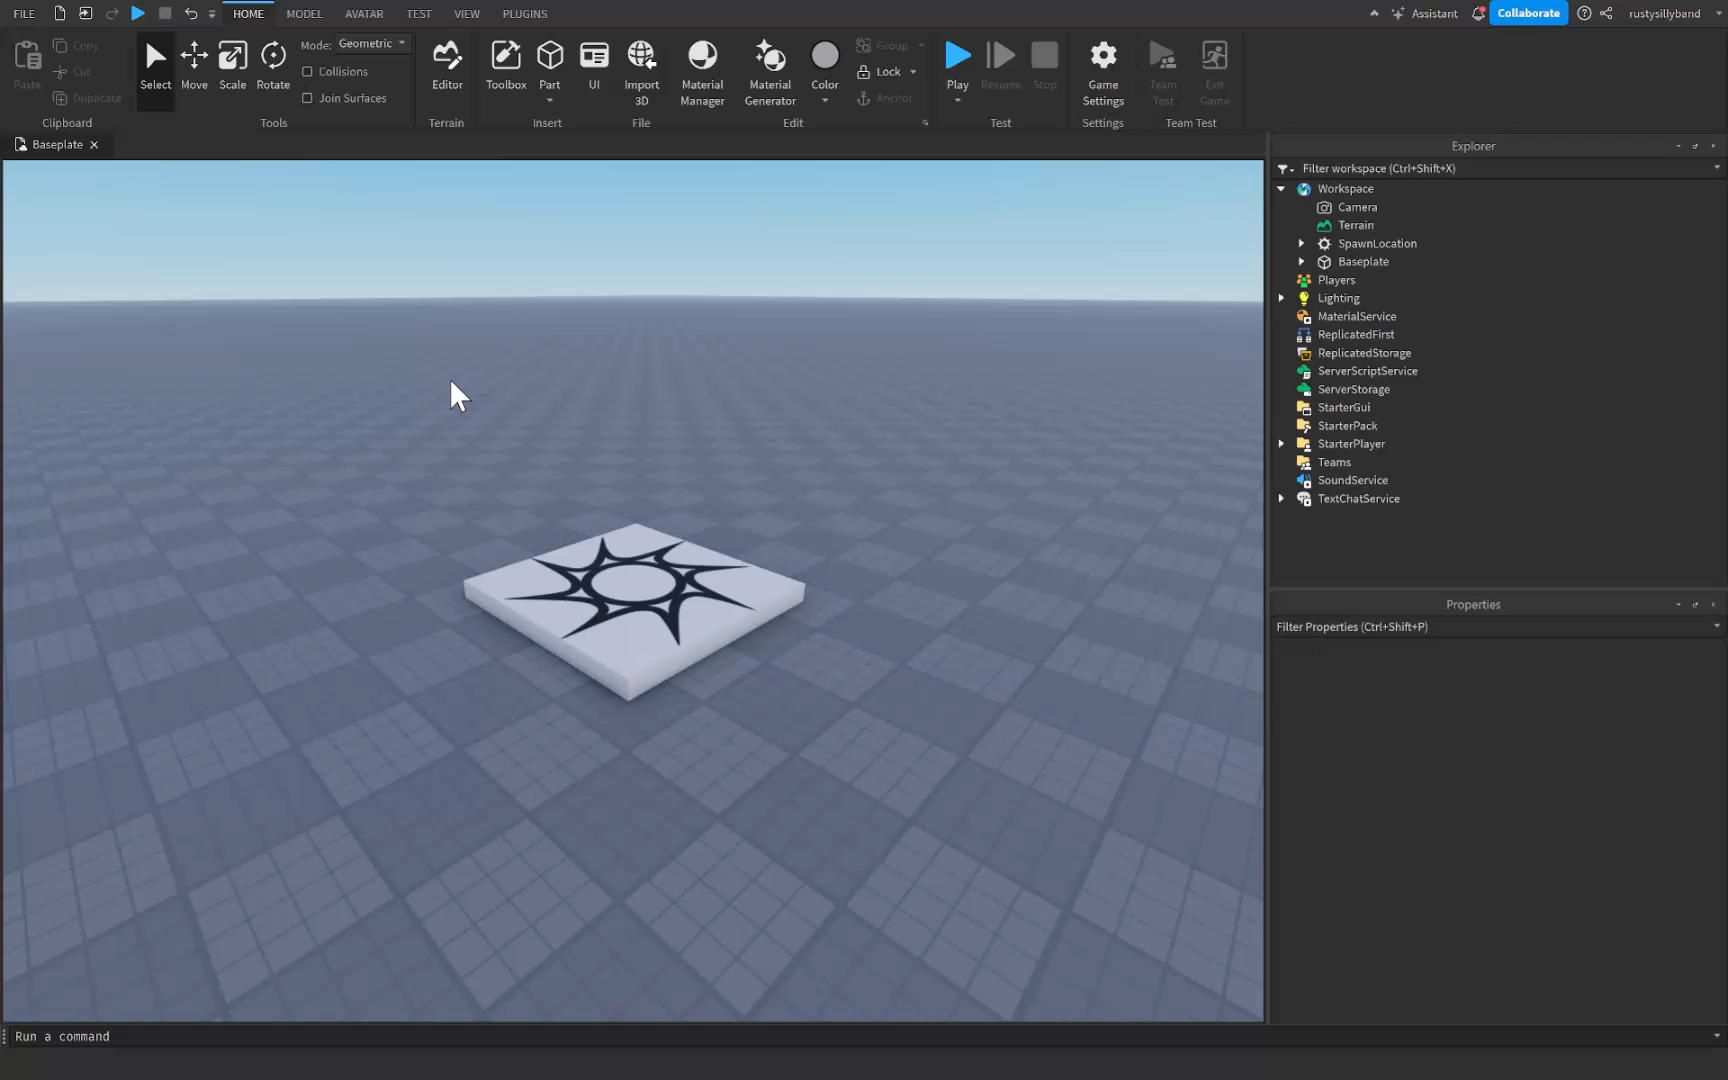 FILE HOME MODEL AVATAR TEST VIEW PLUGINS Assistant Collaborate rustysillyband
Paste Copy Cut Duplicate Clipboard
Select Move Scale Rotate Mode: Geometric Collisions Join Surfaces Tools
Editor Terrain
Toolbox Part UI Insert
Import 3D File
Material Manager Material Generator Color Group Lock Anchor Edit
Play Resume Stop Test
Game Settings Settings
Team Test Exit Game Team Test
Baseplate
Explorer
Filter workspace (Ctrl+Shift+X)
Workspace
Camera
Terrain
SpawnLocation
Baseplate
Players
Lighting
MaterialService
ReplicatedFirst
ReplicatedStorage
ServerScriptService
ServerStorage
StarterGui
StarterPack
StarterPlayer
Teams
SoundService
TextChatService
Properties
Filter Properties (Ctrl+Shift+P)
Run a command